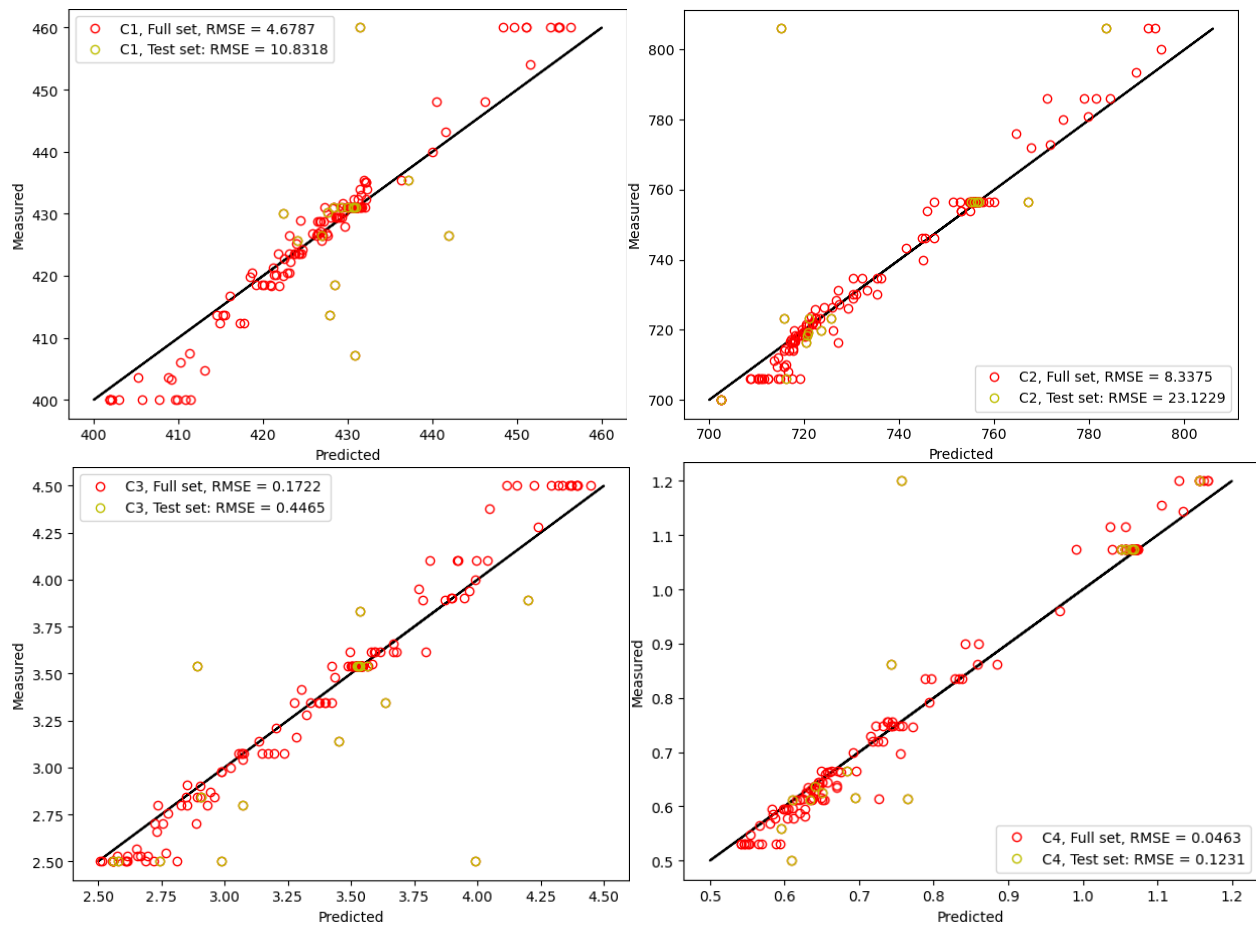 C1, Full set, RMSE = 4.6787
C1, Test set: RMSE = 10.8318
460
450
440
430
420
410
400
Measured
400 410 420 430 440 450 460
Predicted
C2, Full set, RMSE = 8.3375
C2, Test set: RMSE = 23.1229
800
780
760
740
720
700
Measured
700 720 740 760 780 800
Predicted
C3, Full set, RMSE = 0.1722
C3, Test set: RMSE = 0.4465
4.50
4.25
4.00
3.75
3.50
3.25
3.00
2.75
2.50
Measured
2.50 2.75 3.00 3.25 3.50 3.75 4.00 4.25 4.50
Predicted
C4, Full set, RMSE = 0.0463
C4, Test set: RMSE = 0.1231
1.2
1.1
1.0
0.9
0.8
0.7
0.6
0.5
Measured
0.5 0.6 0.7 0.8 0.9 1.0 1.1 1.2
Predicted